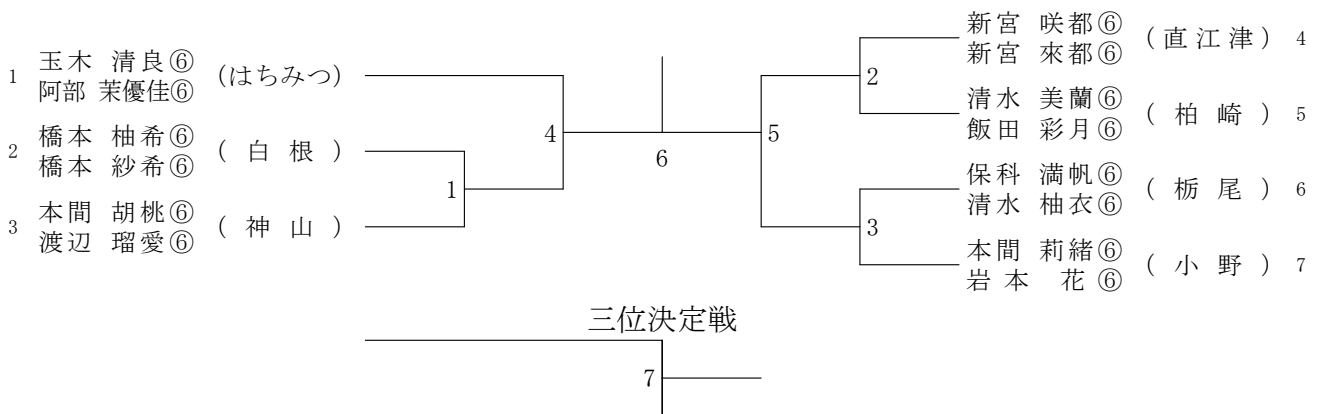 1 玉木 清良⑥ (はちみつ)
阿部 茉優佳⑥
2 橋本 柚希⑥ (白根)
橋本 紗希⑥
3 本間 胡桃⑥ (神山)
渡辺 瑠愛⑥
1
4
6
5
2
3
新宮 咲都⑥ (直江津) 4
新宮 來都⑥
清水 美蘭⑥ (柏崎) 5
飯田 彩月⑥
保科 満帆⑥ (栃尾) 6
清水 柚衣⑥
本間 莉緒⑥ (小野) 7
岩本 花⑥
三位決定戦
7